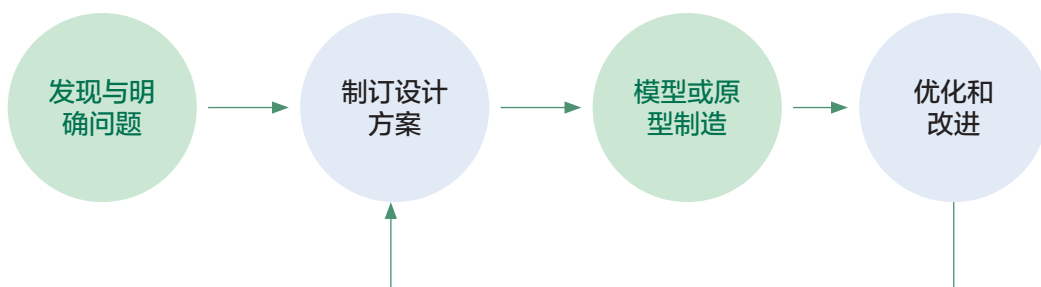 发现与明
确问题
制订设计
方案
模型或原
型制造
优化和
改进